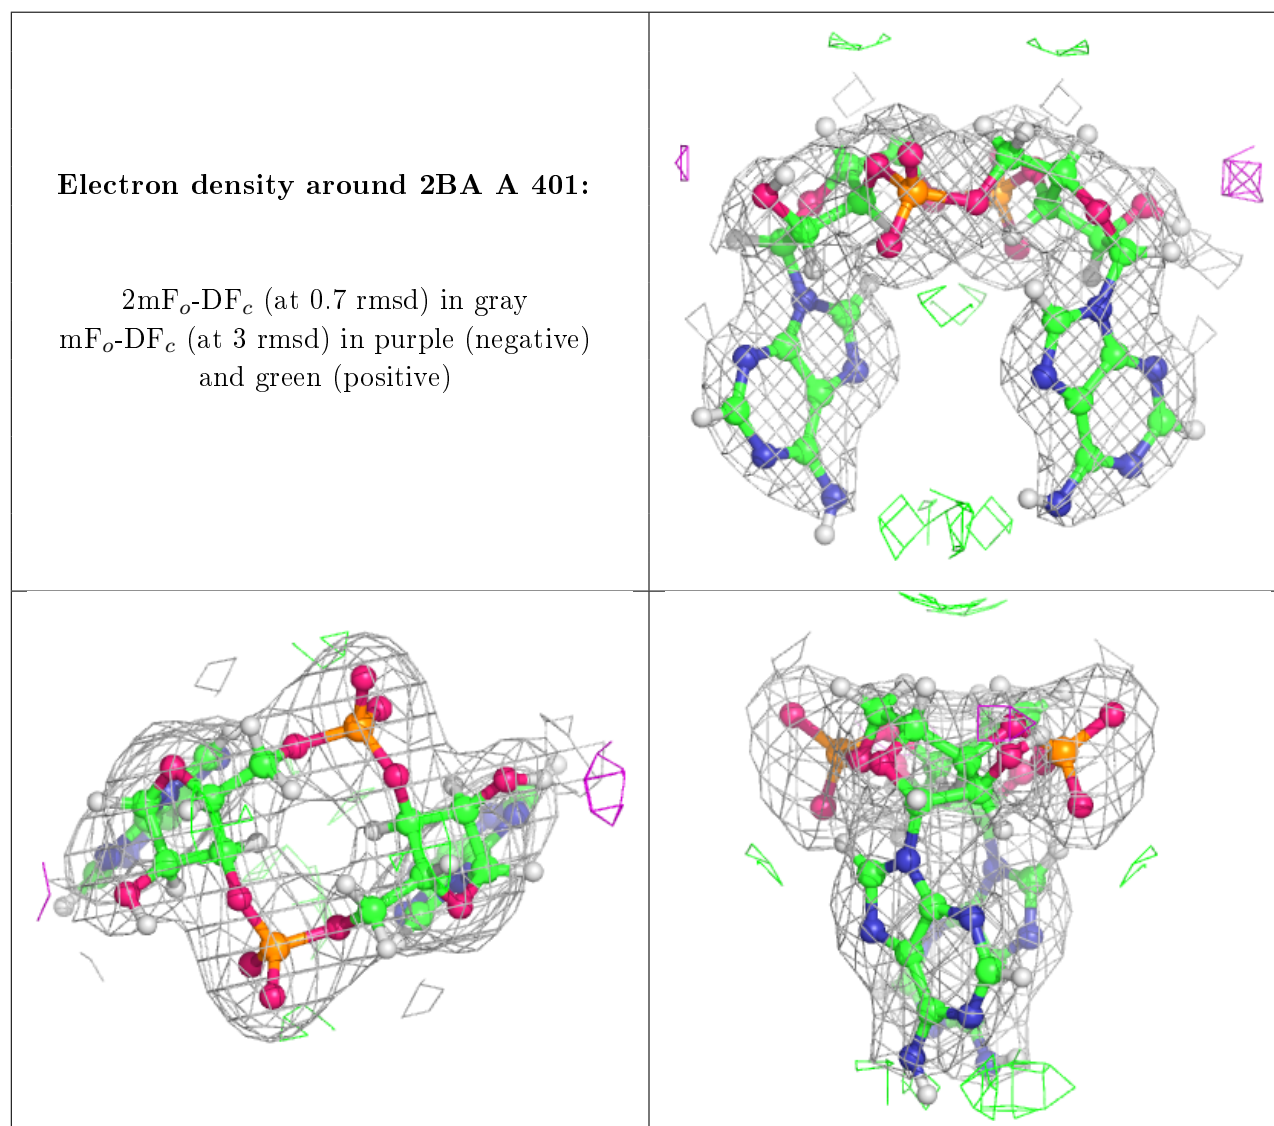 Electron density around 2BA A 401:
2mFo-DFc (at 0.7 rmsd) in gray
mFo-DFc (at 3 rmsd) in purple (negative)
and green (positive)